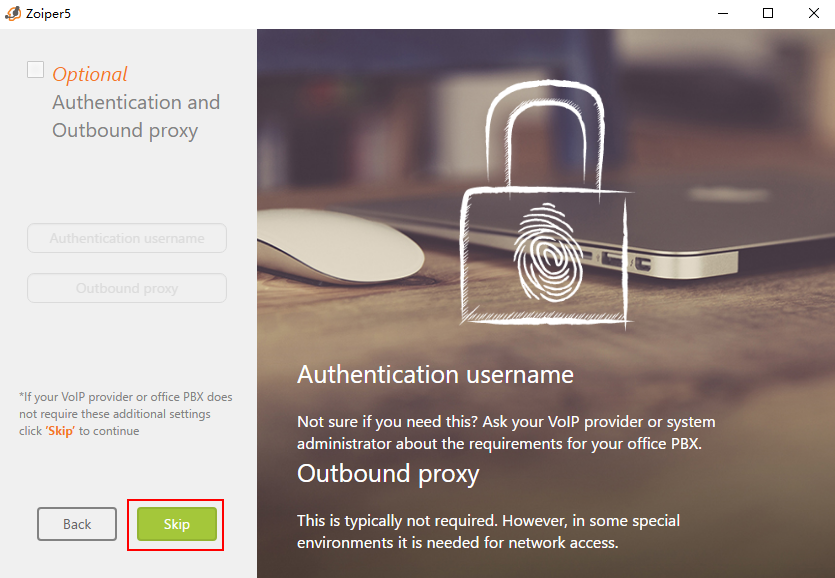 Zoiper5
Optional
Authentication and
Outbound proxy
Authentication username
Outbound proxy
*If your VoIP provider or office PBX does
not require these additional settings
click 'Skip' to continue
Back
Skip
Authentication username
Not sure if you need this? Ask your VoIP provider or system
administrator about the requirements for your office PBX.
Outbound proxy
This is typically not required. However, in some special
environments it is needed for network access.